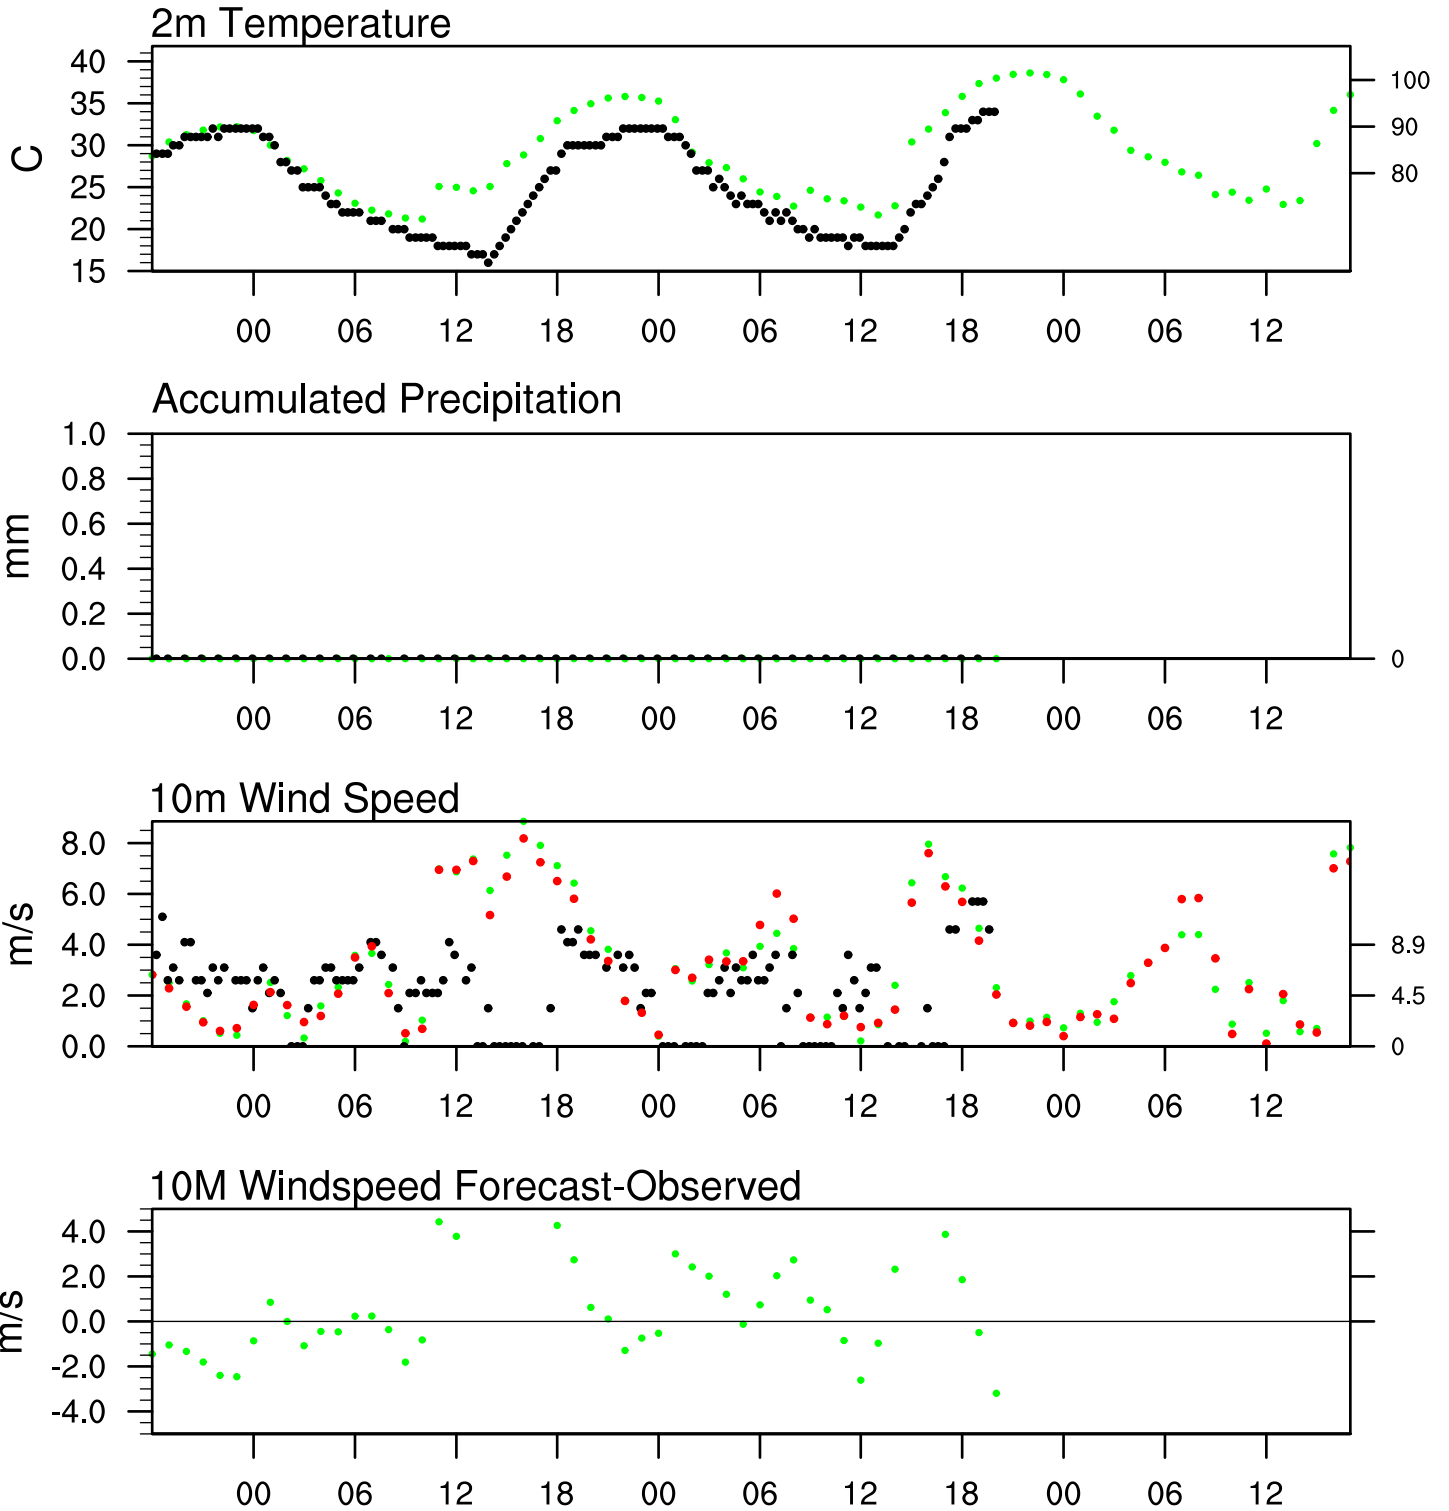 2m Temperature
40
35
30
25
20
15
C
100
90
80
00 06 12 18 00 06 12 18 00 06 12
Accumulated Precipitation
1.0
0.8
0.6
0.4
0.2
0.0
mm
0
00 06 12 18 00 06 12 18 00 06 12
10m Wind Speed
8.0
6.0
4.0
2.0
0.0
m/s
8.9
4.5
0
00 06 12 18 00 06 12 18 00 06 12
10M Windspeed Forecast-Observed
4.0
2.0
0.0
-2.0
-4.0
m/s
00 06 12 18 00 06 12 18 00 06 12